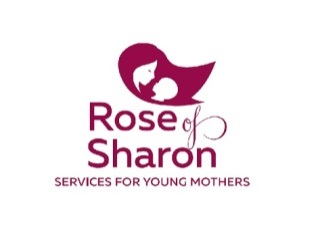 Rose of
Sharon
SERVICES FOR YOUNG MOTHERS